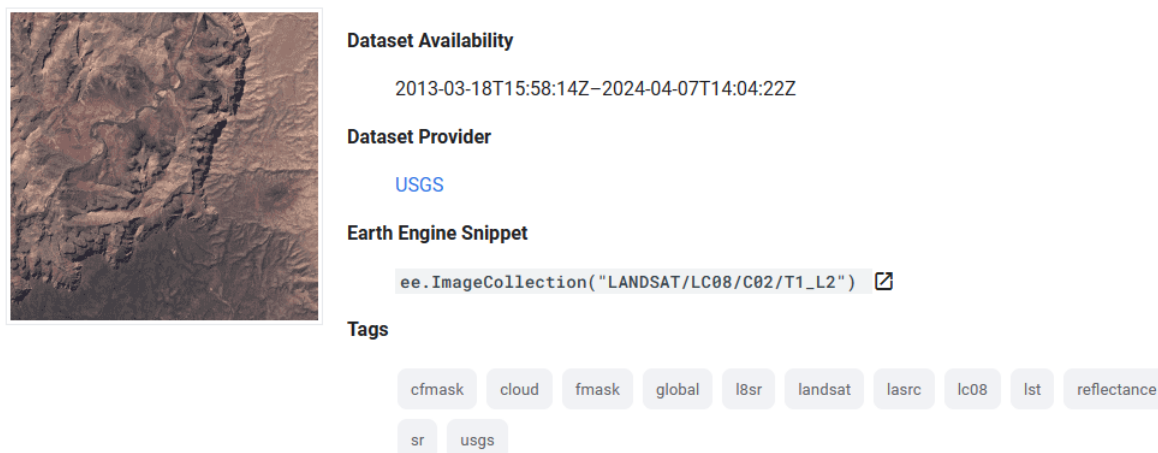 Dataset Availability
2013-03-18T15:58:14Z–2024-04-07T14:04:22Z
Dataset Provider
USGS
Earth Engine Snippet
ee.ImageCollection("LANDSAT/LC08/C02/T1_L2")
Tags
cfmask cloud fmask global l8sr landsat lasrc lc08 lst reflectance
sr usgs